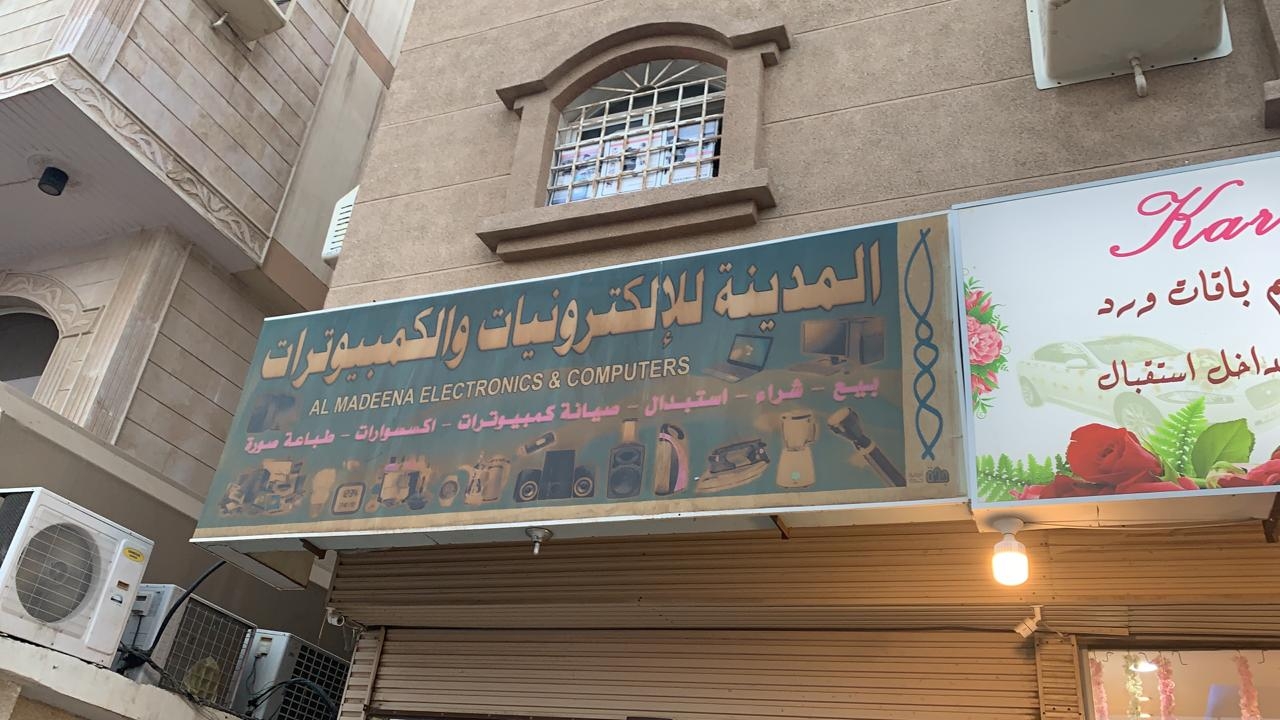 المدينة للإلكترونيات والكمبيوترات
AL MADEENA ELECTRONICS & COMPUTERS
بيع - شراء - استبدال - صيانة كمبيوترات - اكسسوارات - طباعة صورة
Kar
باقات ورد
داخل استقبال